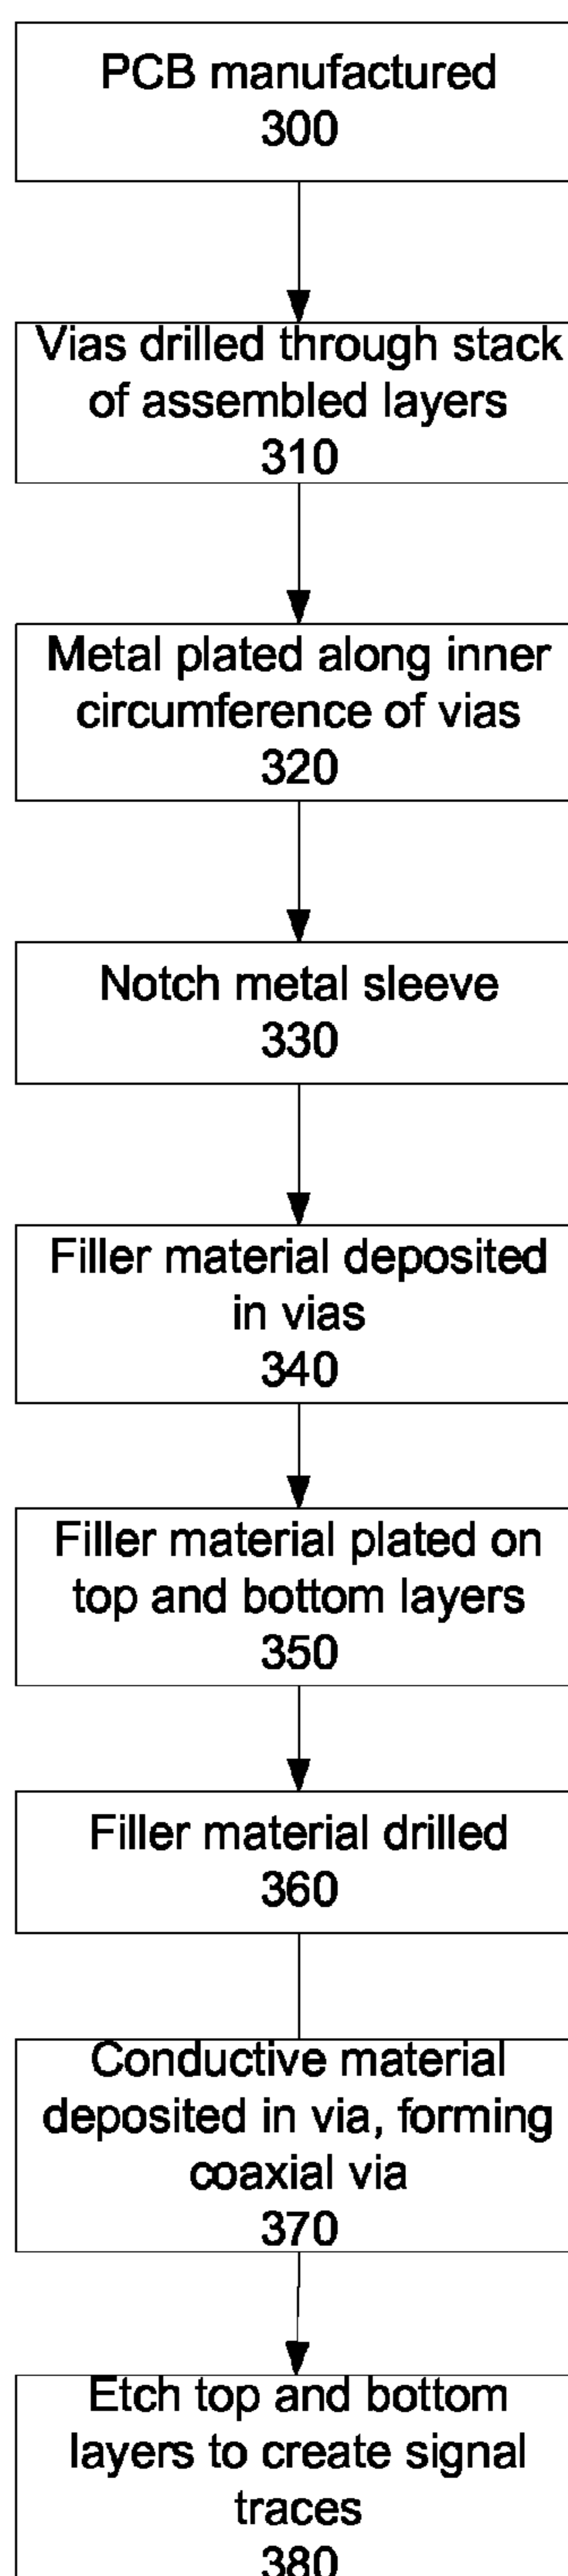 PCB manufactured
300
Vias drilled through stack
of assembled layers
310
Metal plated along inner
circumference of vias
320
Notch metal sleeve
330
Filler material deposited
in vias
340
Filler material plated on
top and bottom layers
350
Filler material drilled
360
Conductive material
deposited in via, forming
coaxial via
370
Etch top and bottom
layers to create signal
traces
380